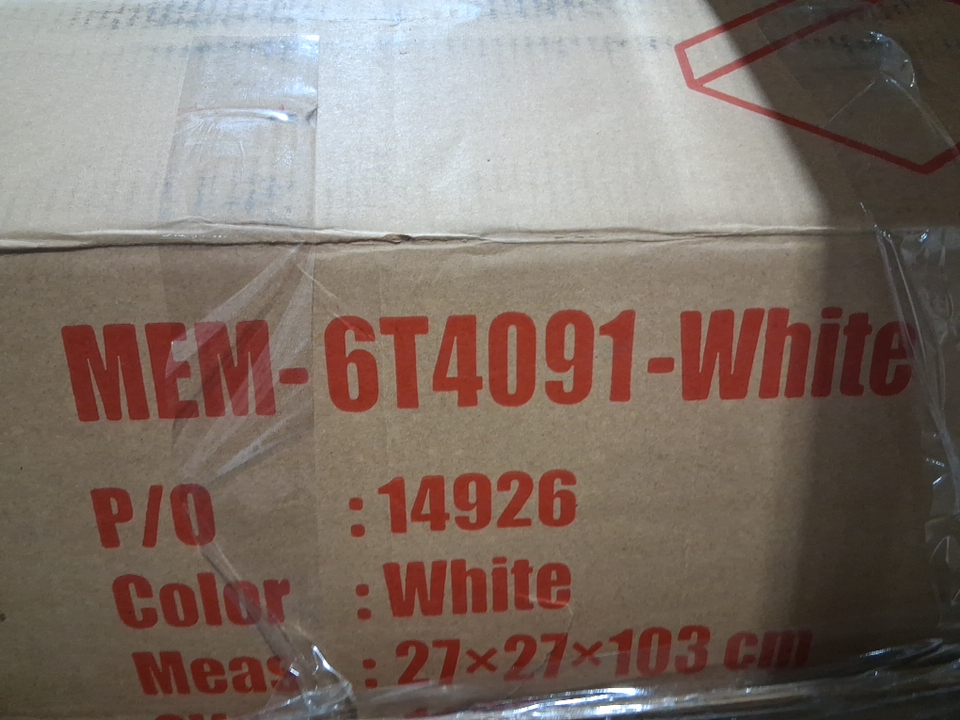 MEM-6T4091-White
P/O : 14926
Color : White
Meas : 27×27×103 cm